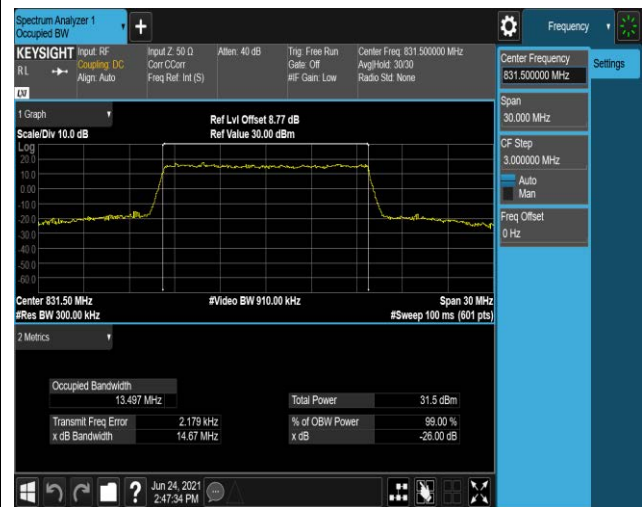 Spectrum Analyzer 1
Occupied BW
+
Frequency
KEYSIGHT
RL
LXI
Input: RF
Coupling: DC
Align: Auto
Input Z: 50 Ω
Corr CCorr
Freq Ref: Int (S)
Atten: 40 dB
Trig: Free Run
Gate: Off
#IF Gain: Low
Center Freq: 831.500000 MHz
Avg|Hold: 30/30
Radio Std: None
Center Frequency
831.500000 MHz
Settings
Span
30.000 MHz
CF Step
3.000000 MHz
Auto
Man
Freq Offset
0 Hz
1 Graph
Scale/Div 10.0 dB
Ref Lvl Offset 8.77 dB
Ref Value 30.00 dBm
Log
20.0
10.0
0.00
-10.0
-20.0
-30.0
-40.0
-50.0
-60.0
Center 831.50 MHz
#Video BW 910.00 kHz
Span 30 MHz
#Res BW 300.00 kHz
#Sweep 100 ms (601 pts)
2 Metrics
Occupied Bandwidth
13.497 MHz
Total Power 31.5 dBm
Transmit Freq Error 2.179 kHz
% of OBW Power 99.00 %
x dB Bandwidth 14.67 MHz
x dB -26.00 dB
?
Jun 24, 2021
2:47:34 PM